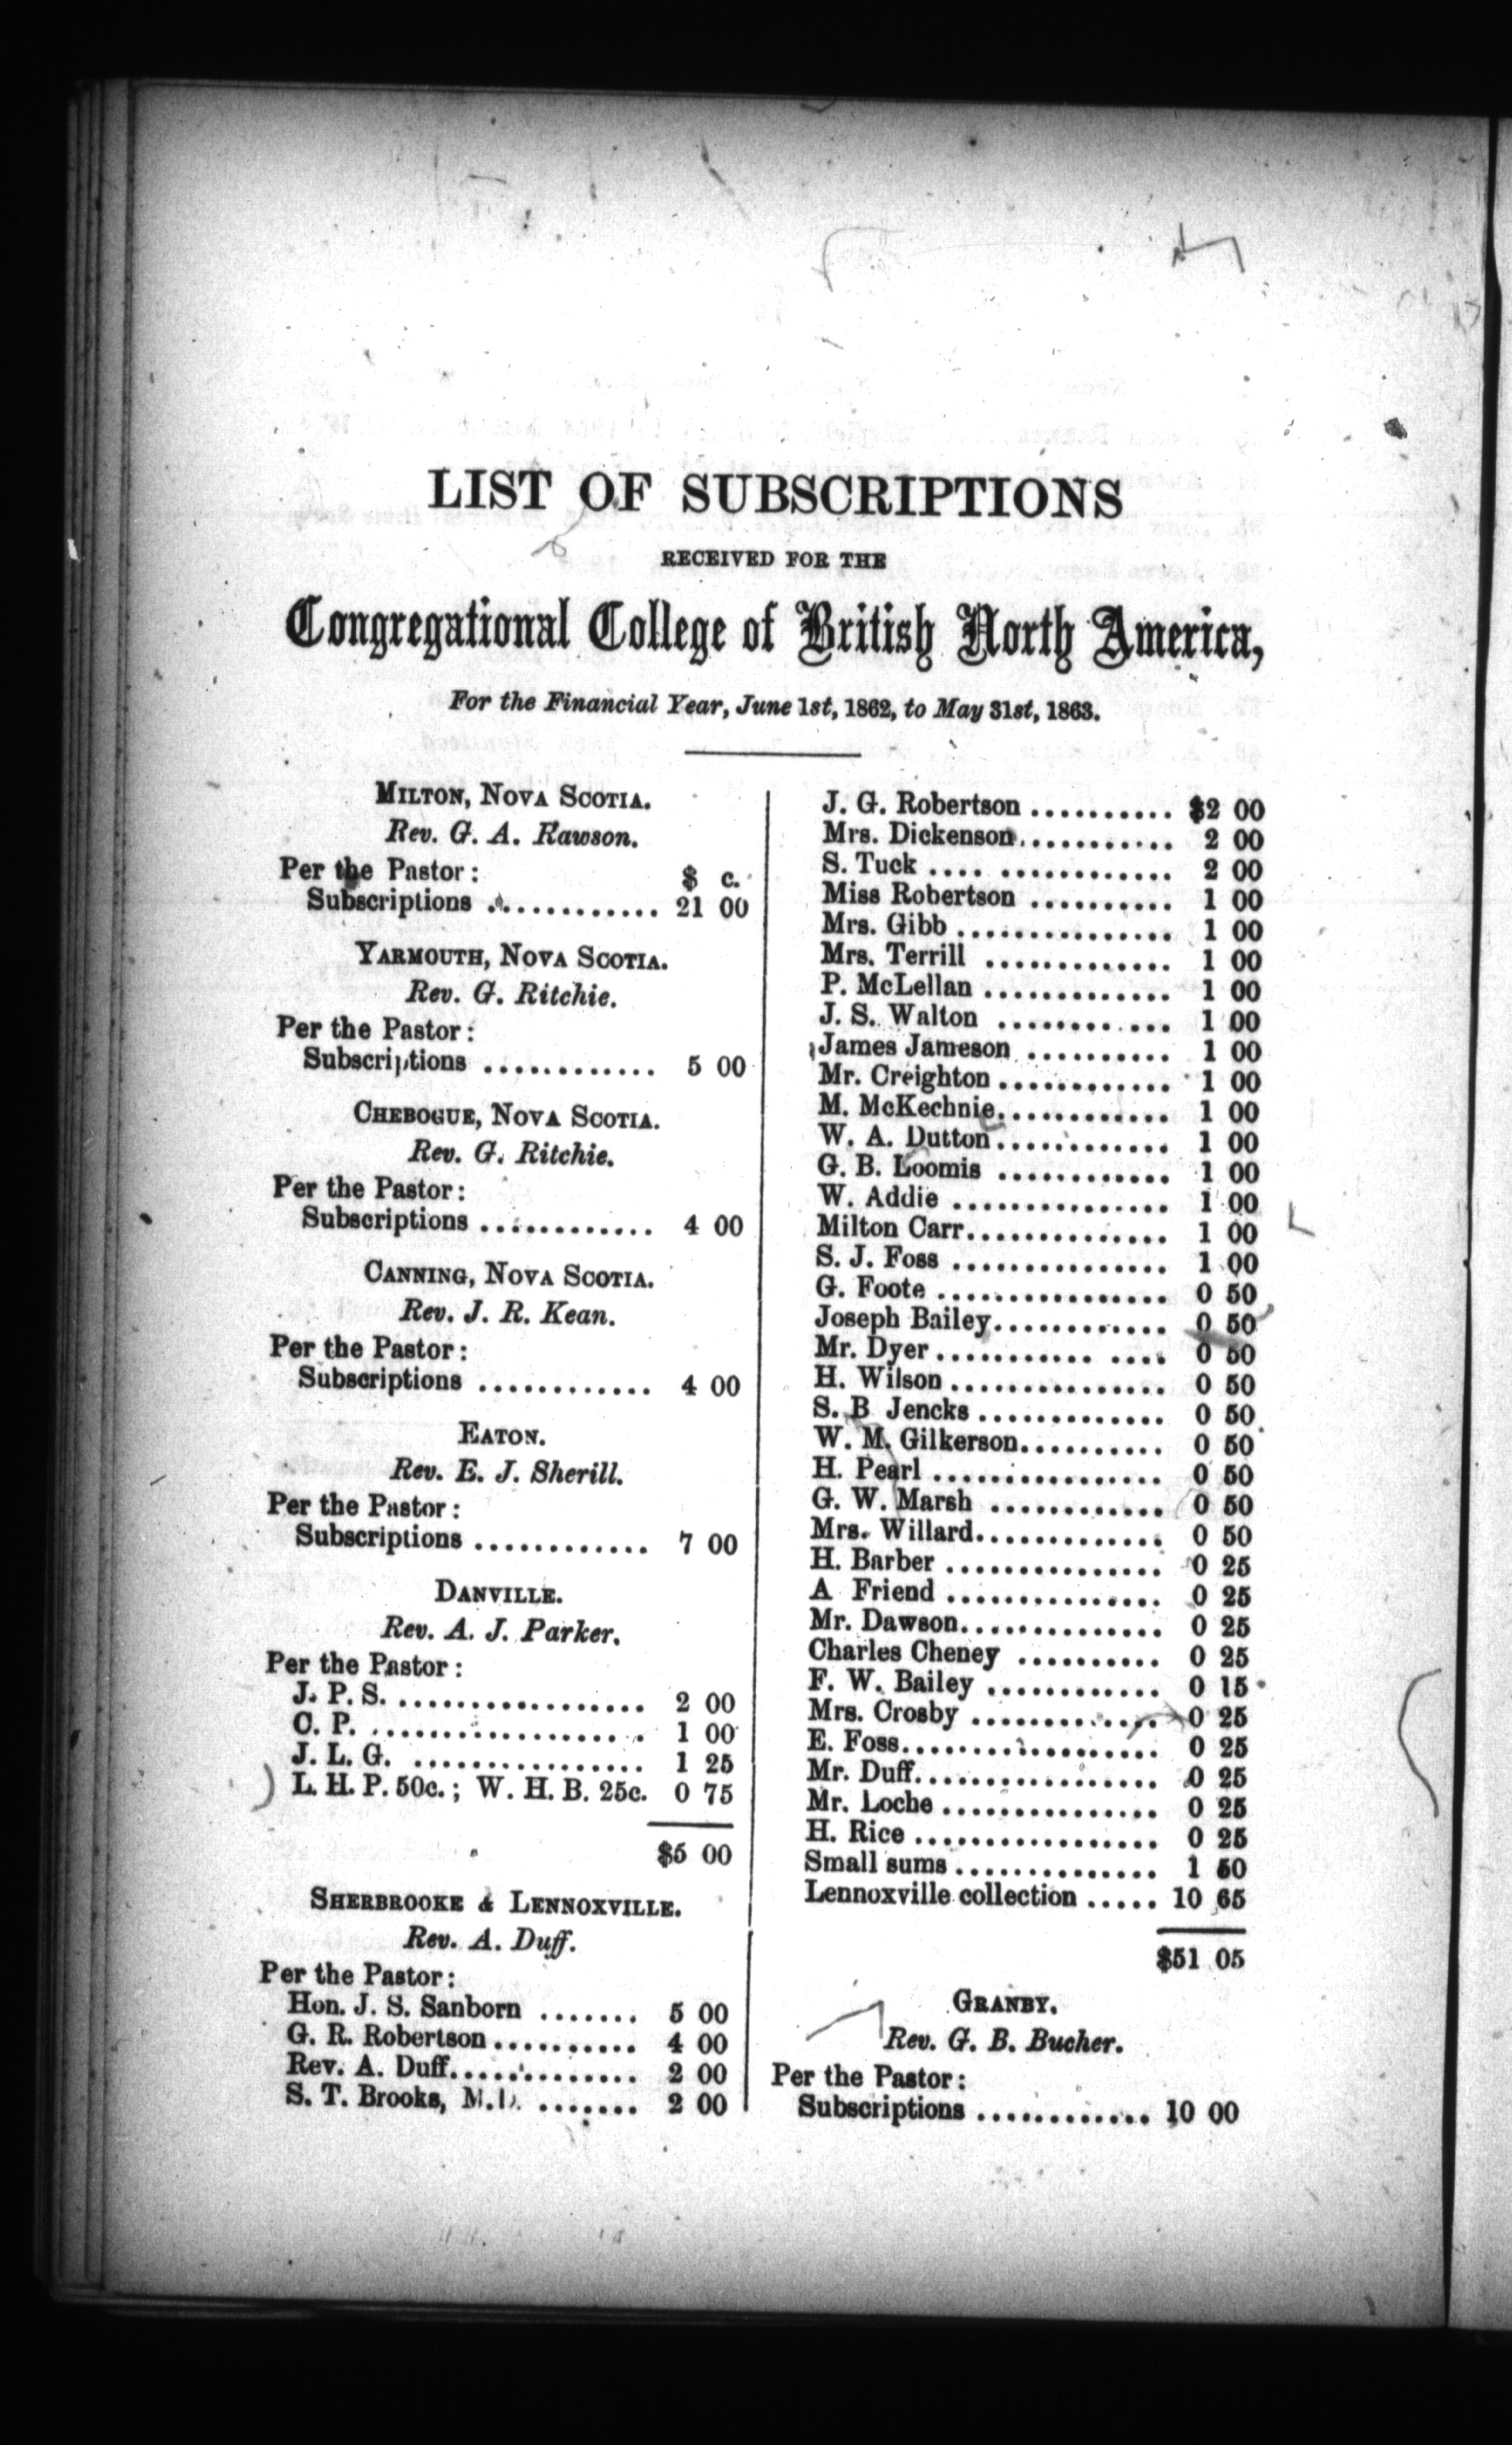 LIST OF SUBSCRIPTIONS
RECEIVED FOR THE
Congregational College of British North America,
For the Financial Year, June 1st, 1862, to May 31st, 1863.
MILTON, NOVA SCOTIA.
Rev. G. A. Rawson.
Per the Pastor: $ c.
Subscriptions ............ 21 00
YARMOUTH, NOVA SCOTIA.
Rev. G. Ritchie.
Per the Pastor:
Subscriptions ............ 5 00
CHEBOGUE, NOVA SCOTIA.
Rev. G. Ritchie.
Per the Pastor:
Subscriptions ............ 4 00
CANNING, NOVA SCOTIA.
Rev. J. R. Kean.
Per the Pastor:
Subscriptions ............ 4 00
EATON.
Rev. E. J. Sherill.
Per the Pastor:
Subscriptions ............ 7 00
DANVILLE.
Rev. A. J. Parker.
Per the Pastor:
J. P. S. ................. 2 00
C. P. ................... 1 00
J. L. G. ................ 1 25
L. H. P. 50c.; W. H. B. 25c. 0 75
$5 00
SHERBROOKE & LENNOXVILLE.
Rev. A. Duff.
Per the Pastor:
Hon. J. S. Sanborn ....... 5 00
G. R. Robertson .......... 4 00
Rev. A. Duff............. 2 00
S. T. Brooks, M.D. ....... 2 00
J. G. Robertson .......... $2 00
Mrs. Dickenson........... 2 00
S. Tuck .... ............ 2 00
Miss Robertson .......... 1 00
Mrs. Gibb ............... 1 00
Mrs. Terrill ............. 1 00
P. McLellan ............. 1 00
J. S. Walton ............ 1 00
James Jameson .......... 1 00
Mr. Creighton ............ 1 00
M. McKechnie............ 1 00
W. A. Dutton............ 1 00
G. B. Loomis ............ 1 00
W. Addie ............... 1 00
Milton Carr.............. 1 00
S. J. Foss ............... 1 00
G. Foote ................ 0 50
Joseph Bailey............ 0 50
Mr. Dyer ........... .... 0 50
H. Wilson ............... 0 50
S. B Jencks ............. 0 50
W. M. Gilkerson.......... 0 50
H. Pearl ................ 0 50
G. W. Marsh ............ 0 50
Mrs. Willard............. 0 50
H. Barber ............... 0 25
A Friend ............... 0 25
Mr. Dawson.............. 0 25
Charles Cheney .......... 0 25
F. W. Bailey ............ 0 15
Mrs. Crosby ............. 0 25
E. Foss.................. 0 25
Mr. Duff................. 0 25
Mr. Loche ............... 0 25
H. Rice ................. 0 25
Small sums .............. 1 50
Lennoxville collection ..... 10 65
$51 05
GRANBY.
Rev. G. B. Bucher.
Per the Pastor:
Subscriptions ............ 10 00